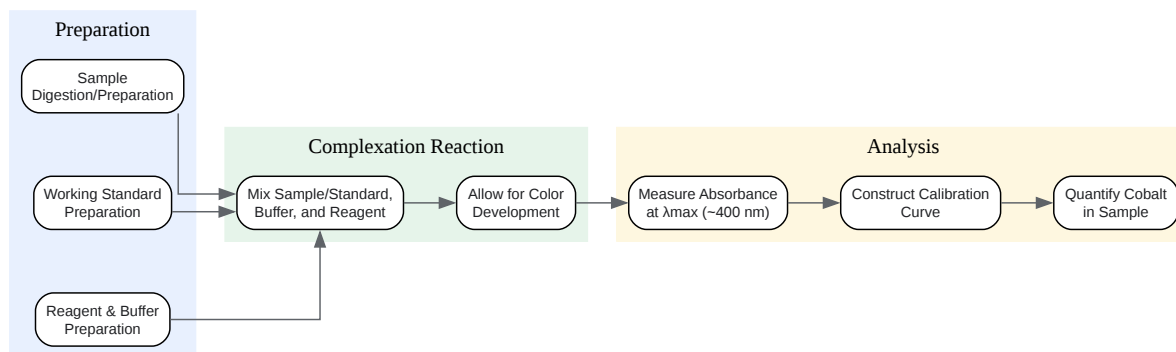 Preparation
Sample
Digestion/Preparation
Working Standard
Preparation
Reagent & Buffer
Preparation
Complexation Reaction
Mix Sample/Standard,
Buffer, and Reagent
Allow for Color
Development
Analysis
Measure Absorbance
at λmax (~400 nm)
Construct Calibration
Curve
Quantify Cobalt
in Sample